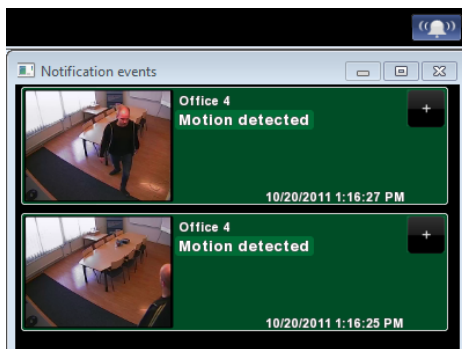 Notification events
Office 4
Motion detected
10/20/2011 1:16:27 PM
Office 4
Motion detected
10/20/2011 1:16:25 PM